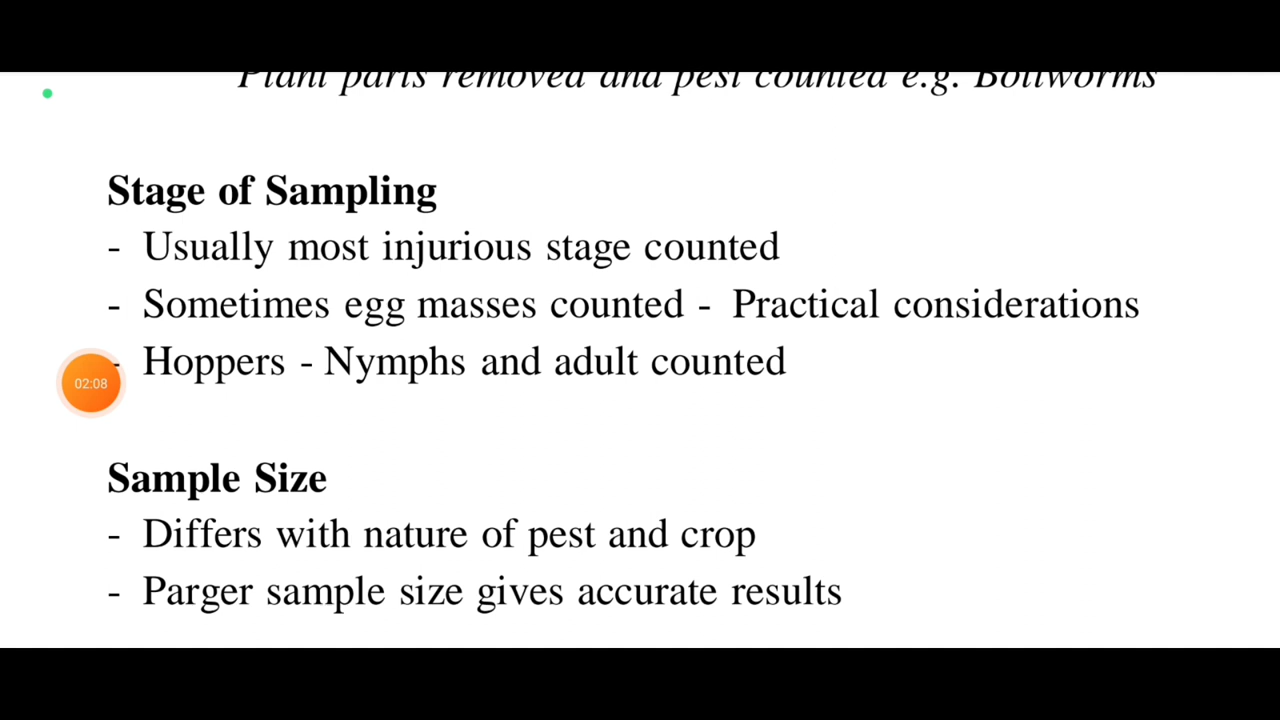 Plant parts removed and pest counted e.g. Bollworms
Stage of Sampling
- Usually most injurious stage counted
- Sometimes egg masses counted - Practical considerations
- Hoppers - Nymphs and adult counted
02:08
Sample Size
- Differs with nature of pest and crop
- Parger sample size gives accurate results